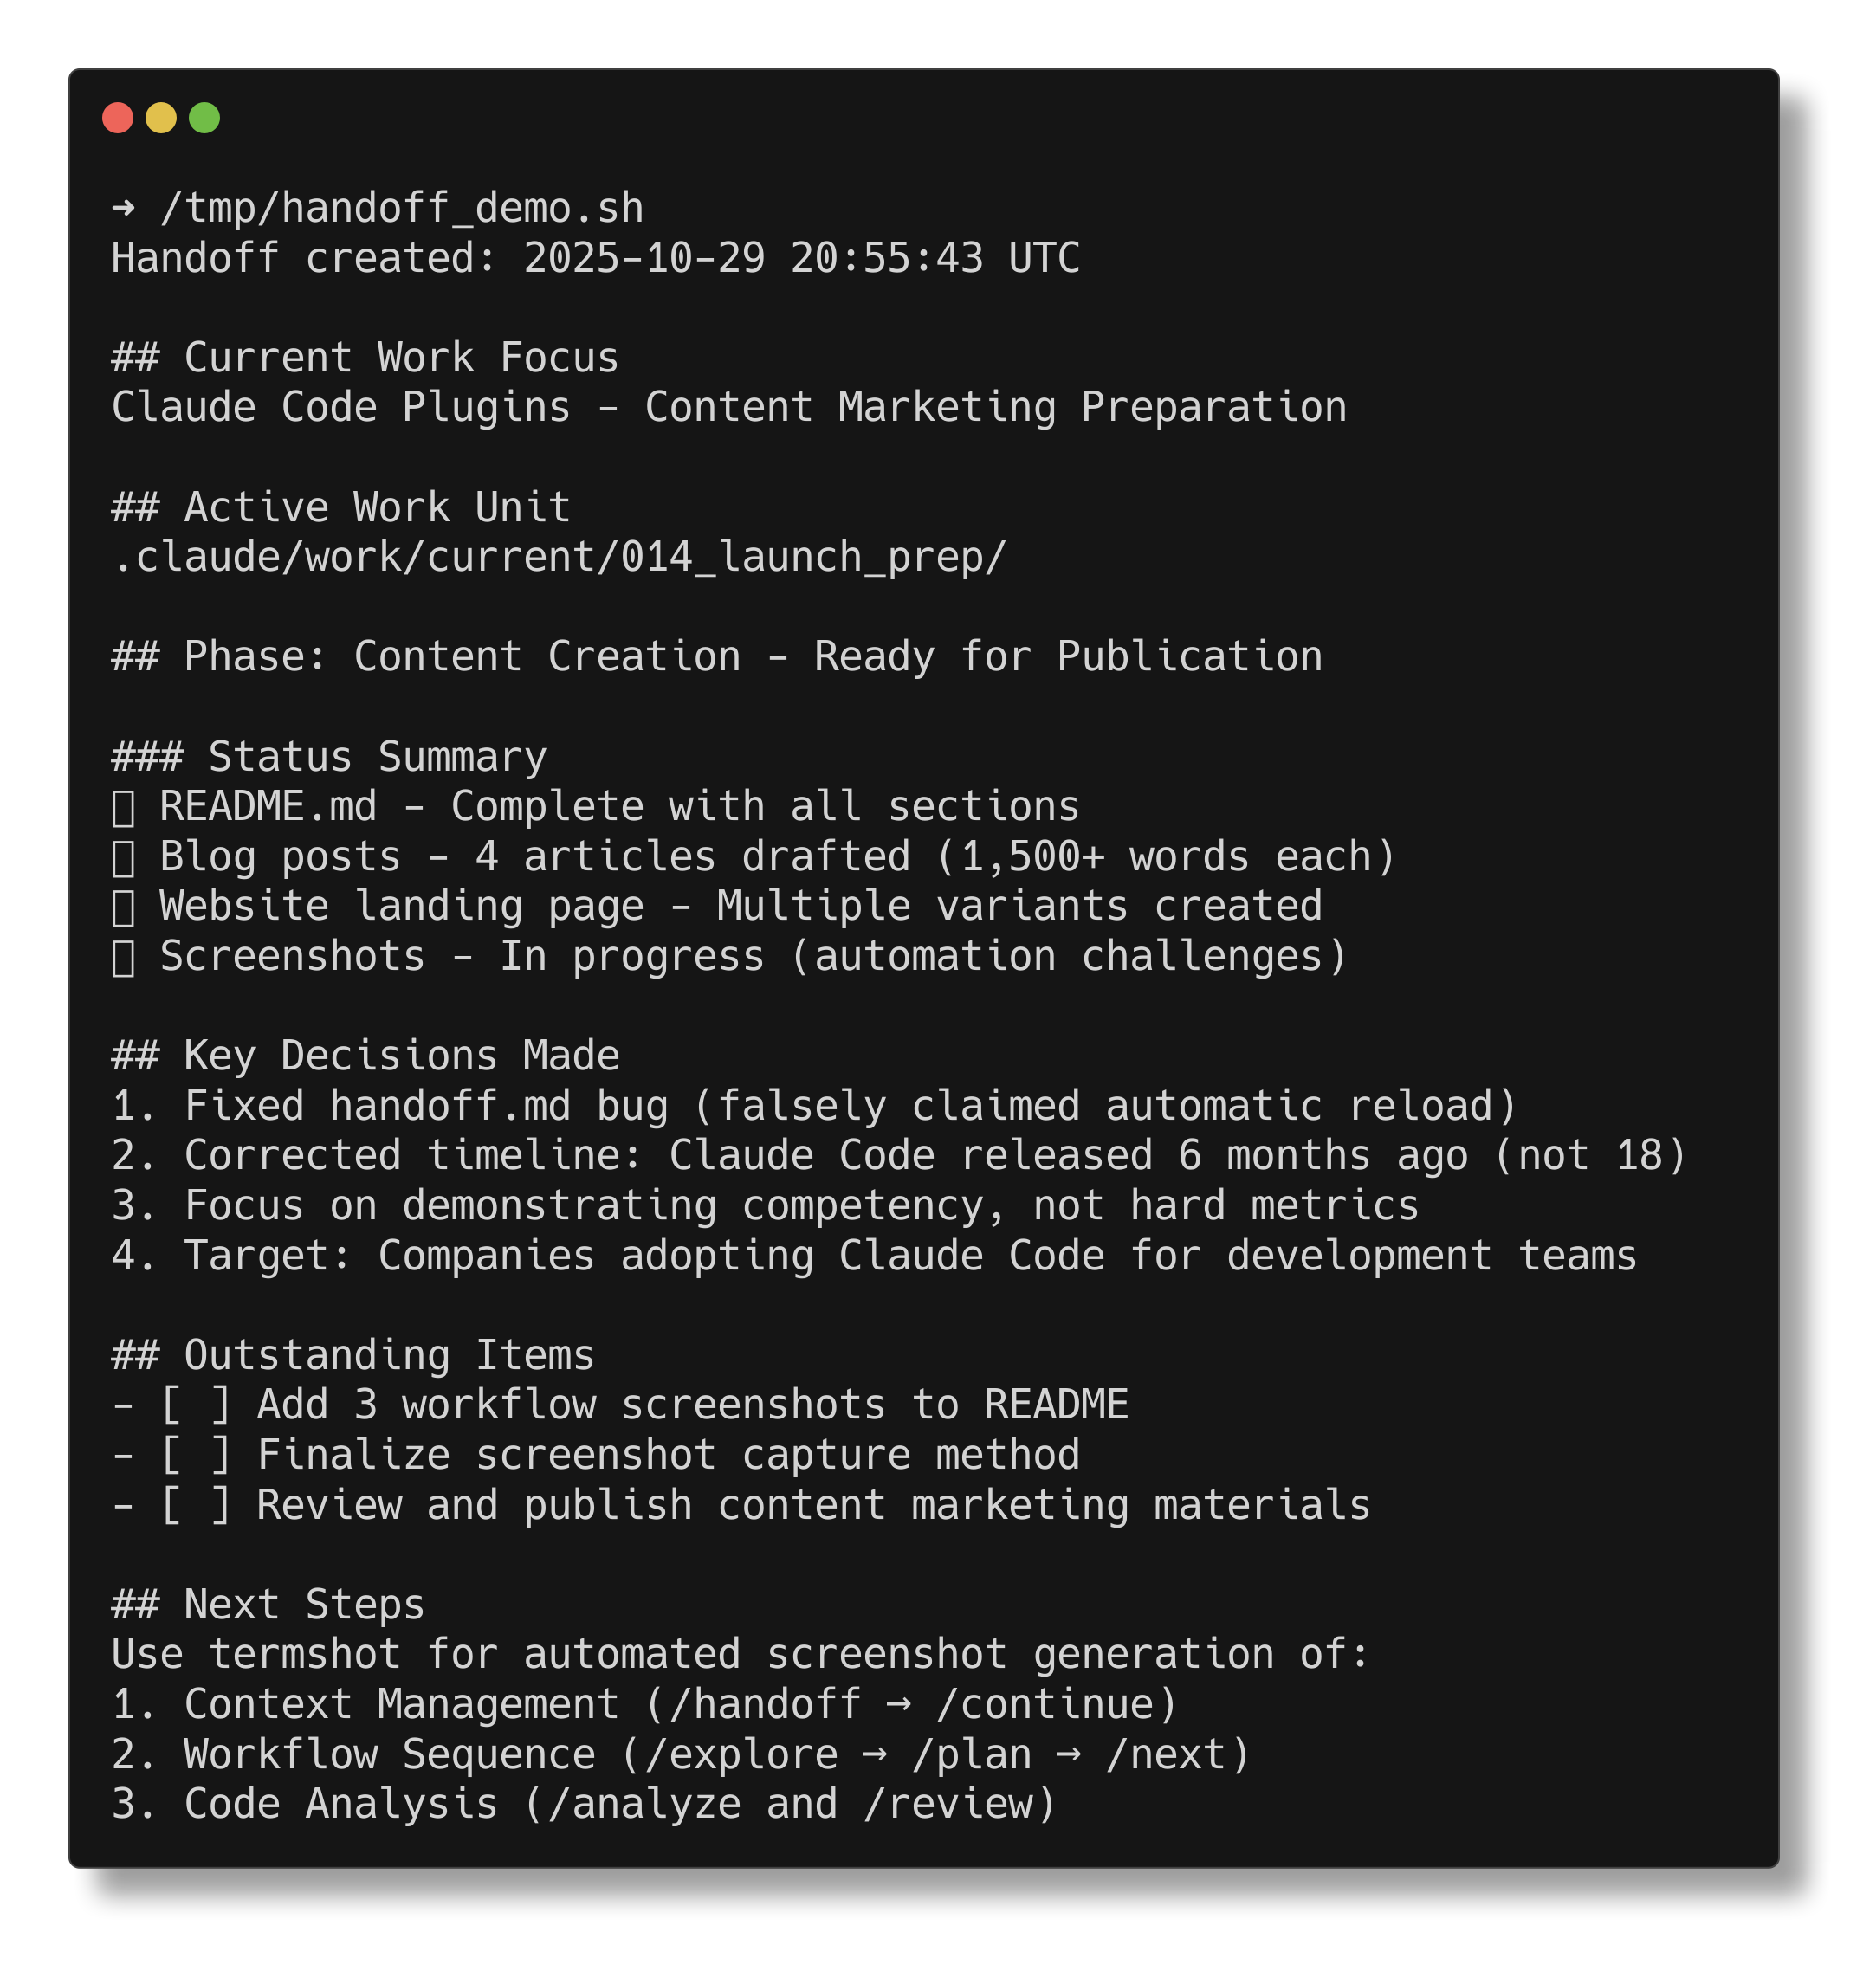 ➜ /tmp/handoff_demo.sh
Handoff created: 2025-10-29 20:55:43 UTC
## Current Work Focus
Claude Code Plugins - Content Marketing Preparation
## Active Work Unit
.claude/work/current/014_launch_prep/
## Phase: Content Creation - Ready for Publication
### Status Summary
▯ README.md - Complete with all sections
▯ Blog posts - 4 articles drafted (1,500+ words each)
▯ Website landing page - Multiple variants created
▯ Screenshots - In progress (automation challenges)
## Key Decisions Made
1. Fixed handoff.md bug (falsely claimed automatic reload)
2. Corrected timeline: Claude Code released 6 months ago (not 18)
3. Focus on demonstrating competency, not hard metrics
4. Target: Companies adopting Claude Code for development teams
## Outstanding Items
- [ ] Add 3 workflow screenshots to README
- [ ] Finalize screenshot capture method
- [ ] Review and publish content marketing materials
## Next Steps
Use termshot for automated screenshot generation of:
1. Context Management (/handoff → /continue)
2. Workflow Sequence (/explore → /plan → /next)
3. Code Analysis (/analyze and /review)